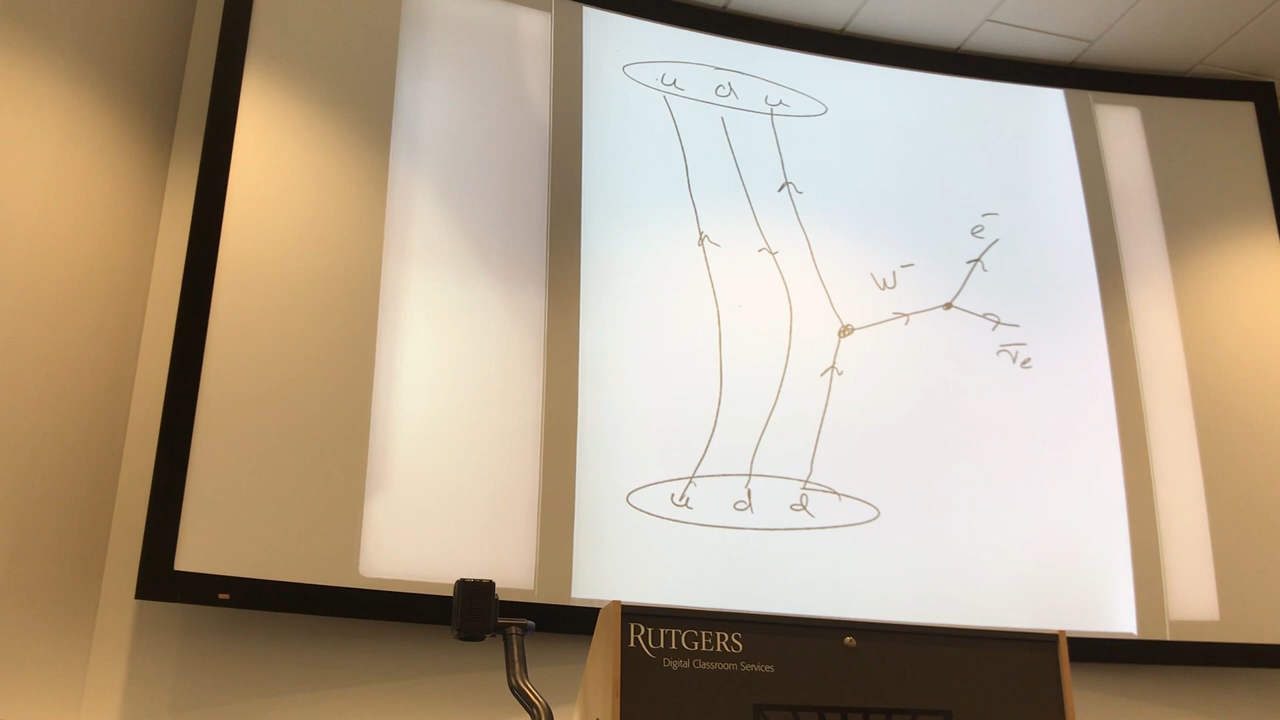 u d u
e⁻
W⁻
ν̄e
u d d
RUTGERS
Digital Classroom Services